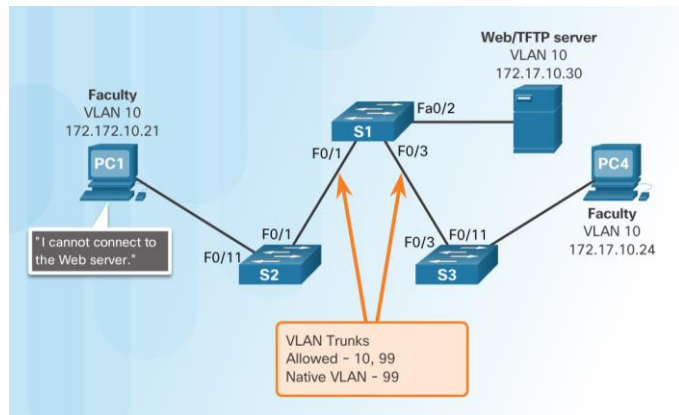 Web/TFTP server
VLAN 10
172.17.10.30
Faculty
VLAN 10
172.172.10.21
Fa0/2
S1
PC1
F0/1
F0/3
PC4
"I cannot connect to
the Web server."
F0/1
F0/11
S2
F0/11
F0/3
S3
Faculty
VLAN 10
172.17.10.24
VLAN Trunks
Allowed - 10, 99
Native VLAN - 99